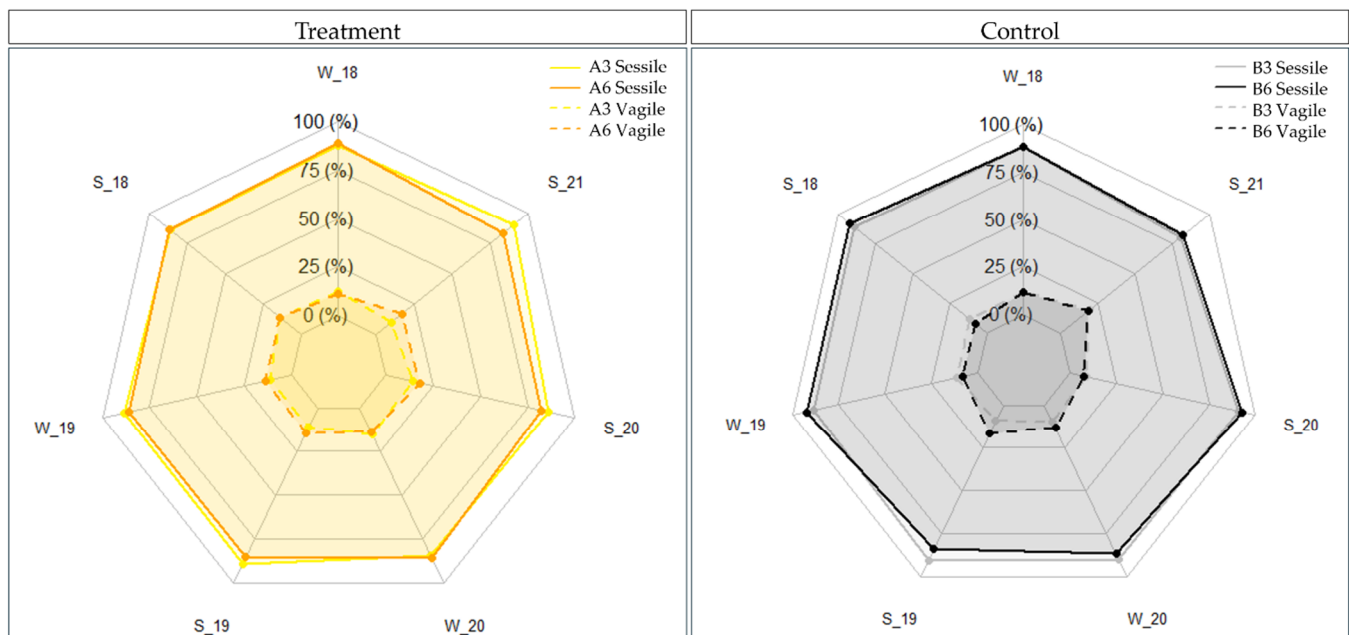 Treatment
Control
W_18
A3 Sessile
A6 Sessile
A3 Vagile
A6 Vagile
100 (%)
75 (%)
50 (%)
25 (%)
0 (%)
S_18
S_21
W_19
S_20
S_19
W_20
W_18
B3 Sessile
B6 Sessile
B3 Vagile
B6 Vagile
100 (%)
75 (%)
50 (%)
25 (%)
0 (%)
S_18
S_21
W_19
S_20
S_19
W_20